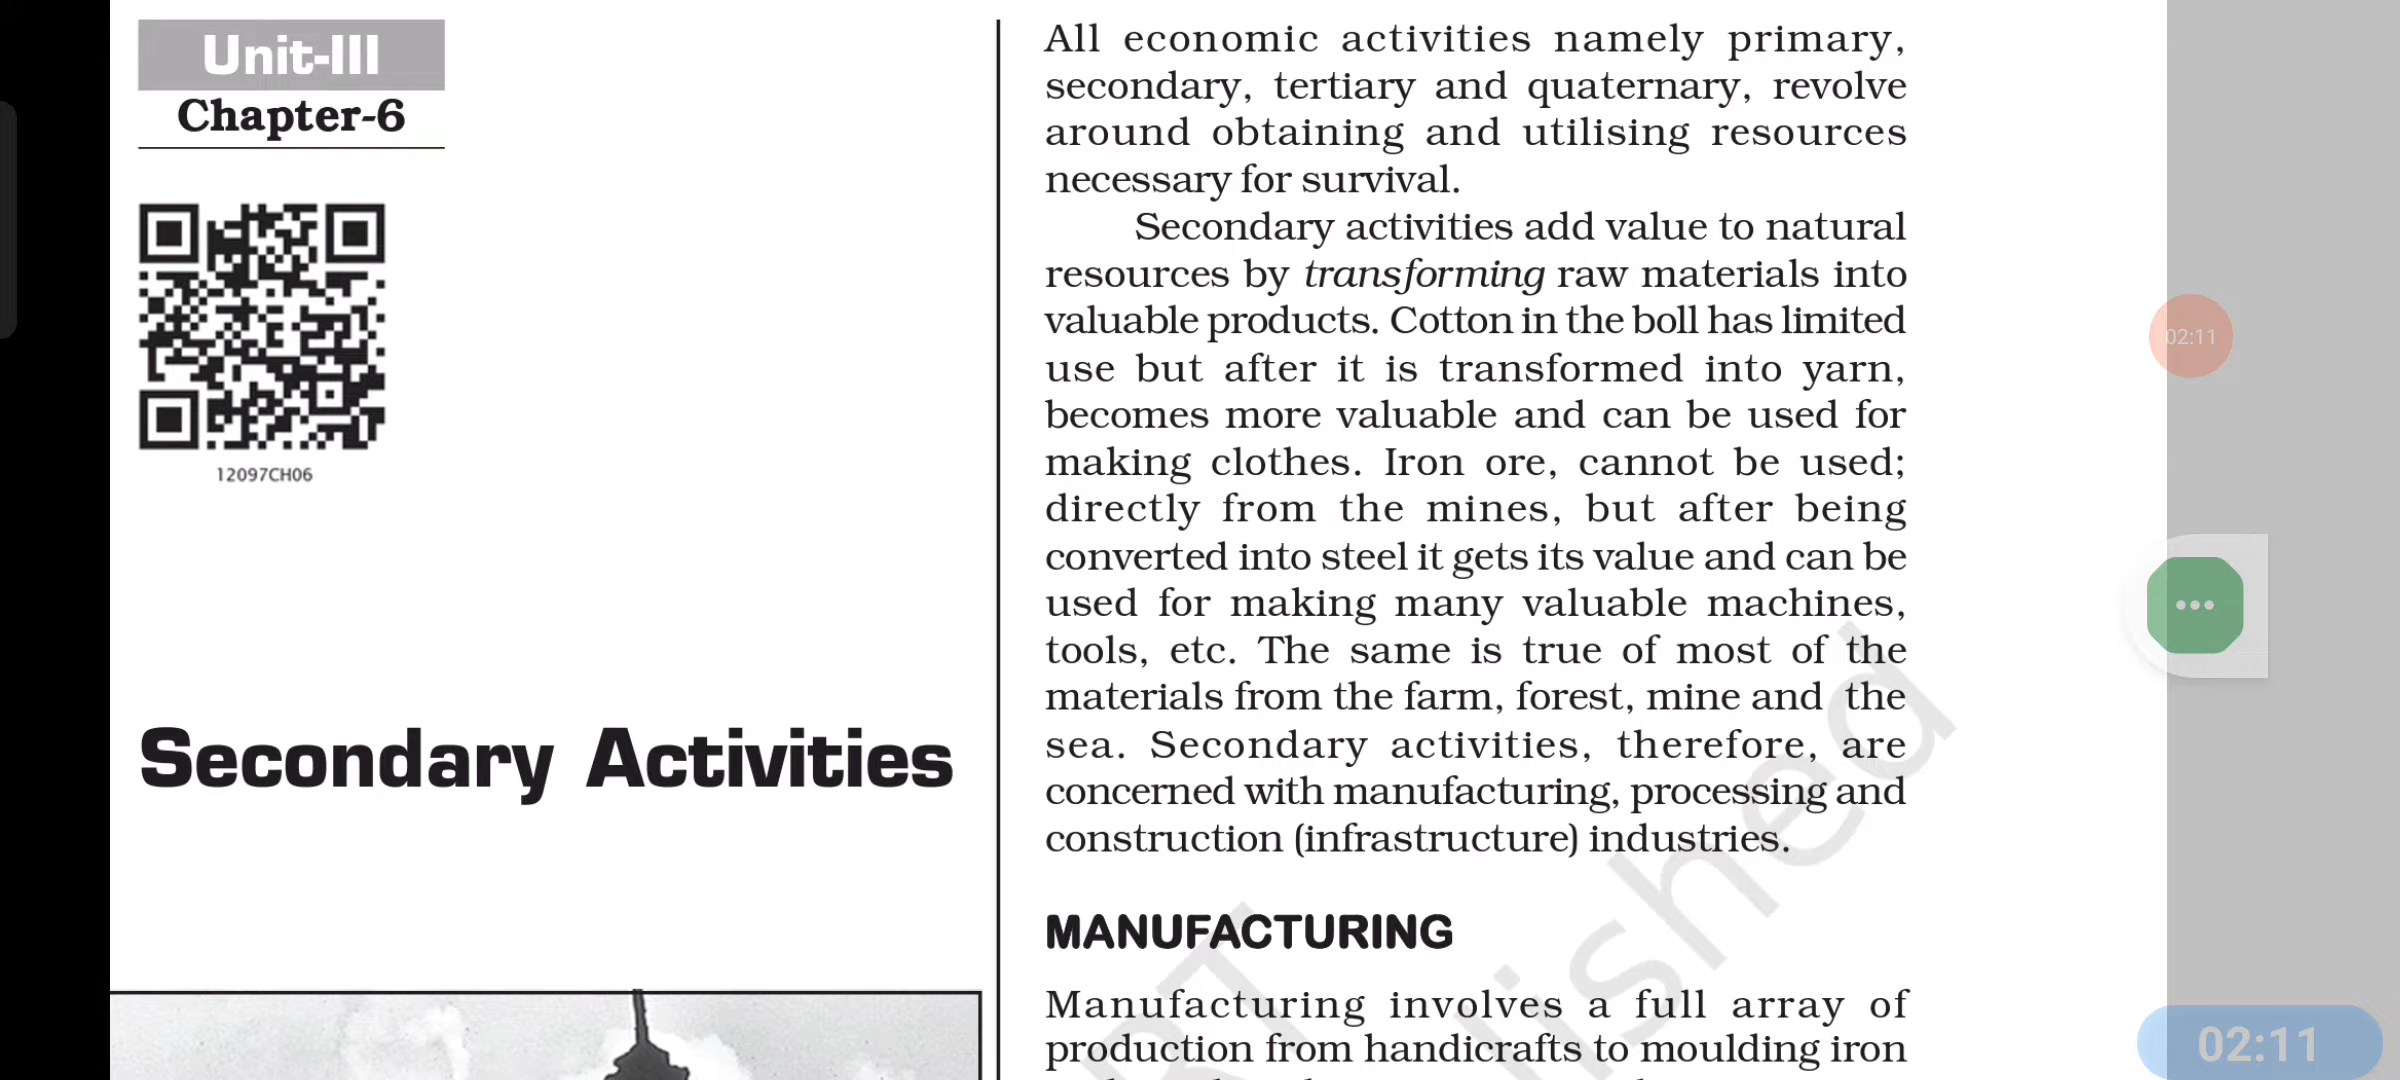 Unit-III
Chapter-6
12097CH06
Secondary Activities
All economic activities namely primary,
secondary, tertiary and quaternary, revolve
around obtaining and utilising resources
necessary for survival.
Secondary activities add value to natural
resources by transforming raw materials into
valuable products. Cotton in the boll has limited
use but after it is transformed into yarn,
becomes more valuable and can be used for
making clothes. Iron ore, cannot be used;
directly from the mines, but after being
converted into steel it gets its value and can be
used for making many valuable machines,
tools, etc. The same is true of most of the
materials from the farm, forest, mine and the
sea. Secondary activities, therefore, are
concerned with manufacturing, processing and
construction (infrastructure) industries.
MANUFACTURING
Manufacturing involves a full array of
production from handicrafts to moulding iron
02:11
02:11